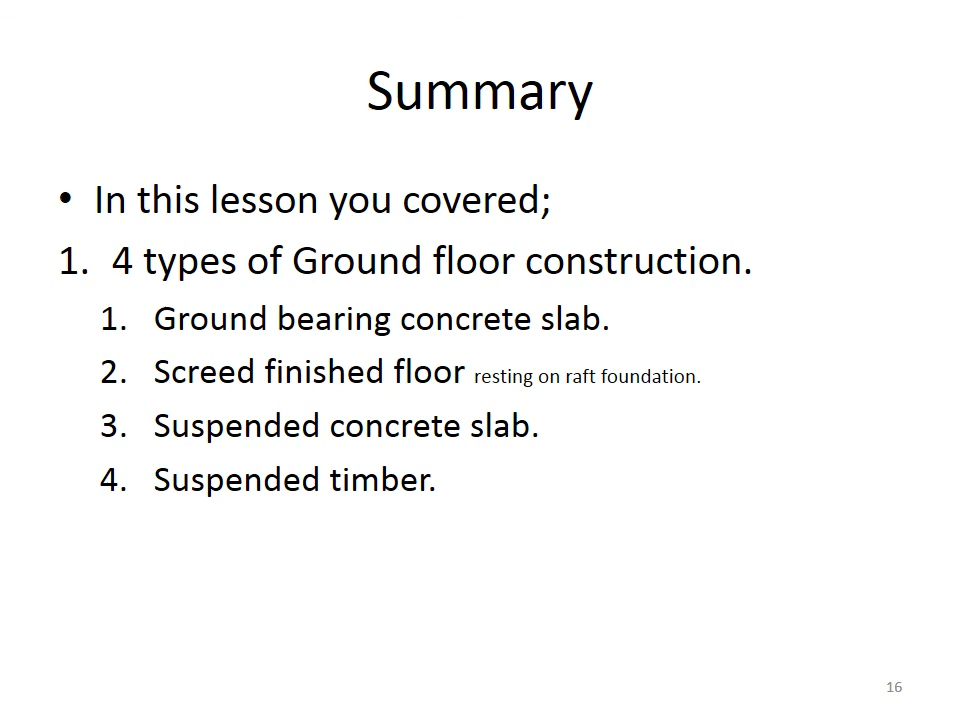 Summary
• In this lesson you covered;
1. 4 types of Ground floor construction.
1. Ground bearing concrete slab.
2. Screed finished floor resting on raft foundation.
3. Suspended concrete slab.
4. Suspended timber.
16